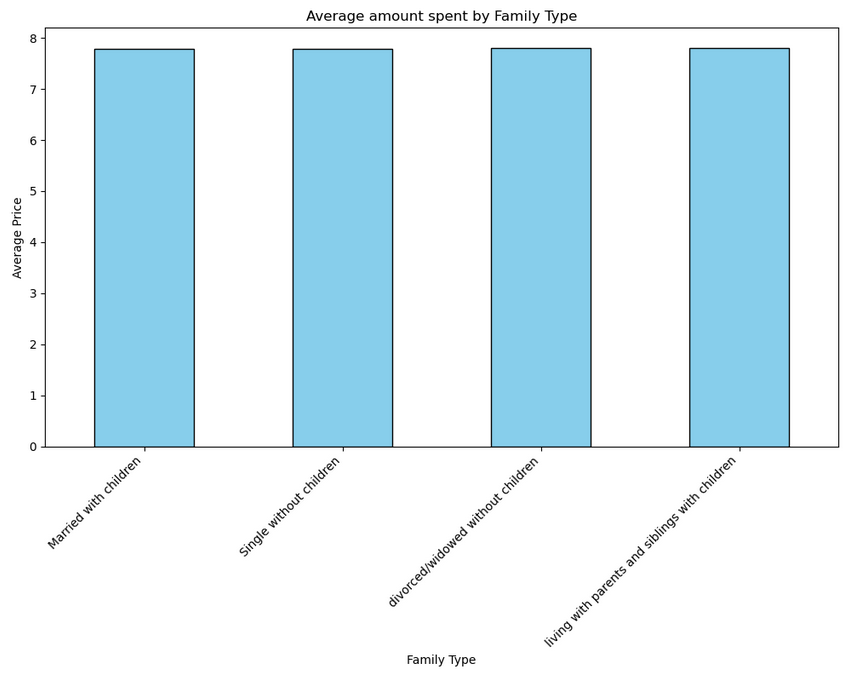 Average amount spent by Family Type
8
7
6
5
4
3
2
1
0
Average Price
Married with children
Single without children
divorced/widowed without children
living with parents and siblings with children
Family Type